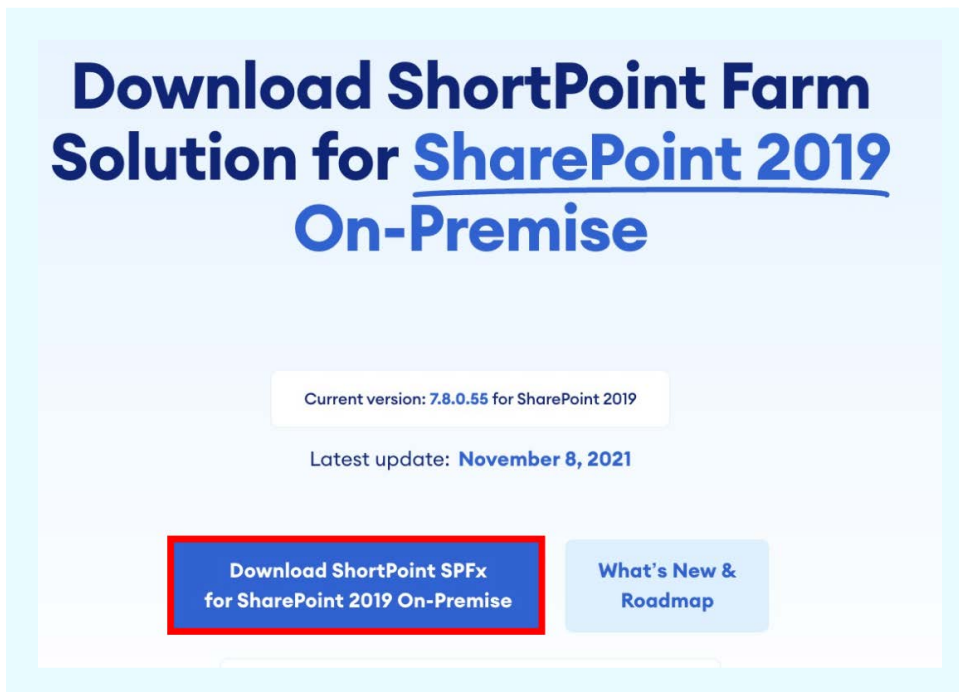 Download ShortPoint Farm
Solution for SharePoint 2019
On-Premise
Current version: 7.8.0.55 for SharePoint 2019
Latest update: November 8, 2021
Download ShortPoint SPFx
for SharePoint 2019 On-Premise
What's New &
Roadmap